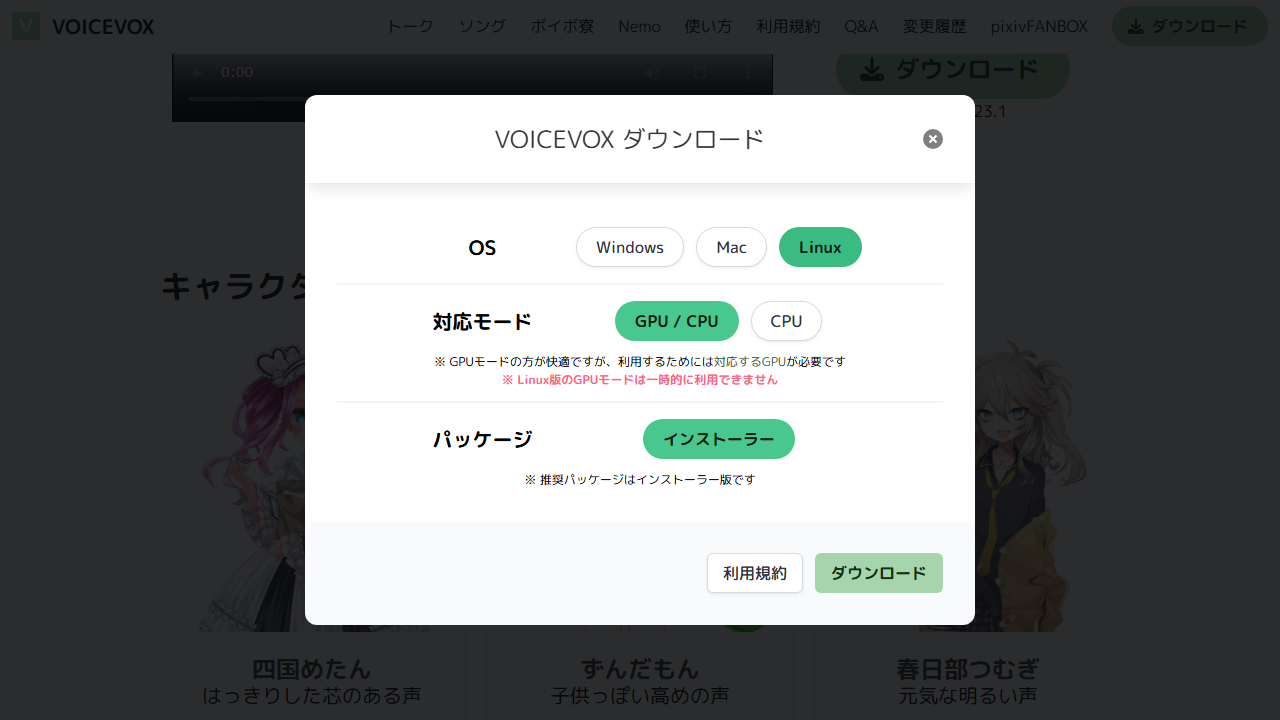 VOICEVOX
トーク ソング ボイボ寮 Nemo 使い方 利用規約 Q&A 変更履歴 pixivFANBOX ダウンロード
0:00
ダウンロード
23.1
VOICEVOX ダウンロード
OS Windows Mac Linux
対応モード GPU / CPU CPU
※ GPUモードの方が快適ですが、利用するためには対応するGPUが必要です
※ Linux版のGPUモードは一時的に利用できません
パッケージ インストーラー
※ 推奨パッケージはインストーラー版です
利用規約 ダウンロード
キャラクタ
四国めたん
はっきりした芯のある声
ずんだもん
子供っぽい高めの声
春日部つむぎ
元気な明るい声